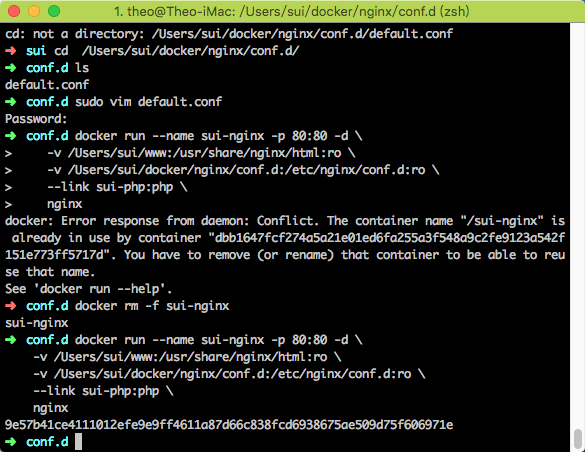 1. theo@Theo-iMac: /Users/sui/docker/nginx/conf.d (zsh)
cd: not a directory: /Users/sui/docker/nginx/conf.d/default.conf
➜  sui cd  /Users/sui/docker/nginx/conf.d/
➜  conf.d ls
default.conf
➜  conf.d sudo vim default.conf
Password:
➜  conf.d docker run --name sui-nginx -p 80:80 -d \
>     -v /Users/sui/www:/usr/share/nginx/html:ro \
>     -v /Users/sui/docker/nginx/conf.d:/etc/nginx/conf.d:ro \
>     --link sui-php:php \
>     nginx
docker: Error response from daemon: Conflict. The container name "/sui-nginx" is
 already in use by container "dbb1647fcf274a5a21e01ed6fa255a3f548a9c2fe9123a542f
151e773ff5717d". You have to remove (or rename) that container to be able to reu
se that name.
See 'docker run --help'.
➜  conf.d docker rm -f sui-nginx
sui-nginx
➜  conf.d docker run --name sui-nginx -p 80:80 -d \
    -v /Users/sui/www:/usr/share/nginx/html:ro \
    -v /Users/sui/docker/nginx/conf.d:/etc/nginx/conf.d:ro \
    --link sui-php:php \
    nginx
9e57b41ce4111012efe9e9ff4611a87d66c838fcd6938675ae509d75f606971e
➜  conf.d